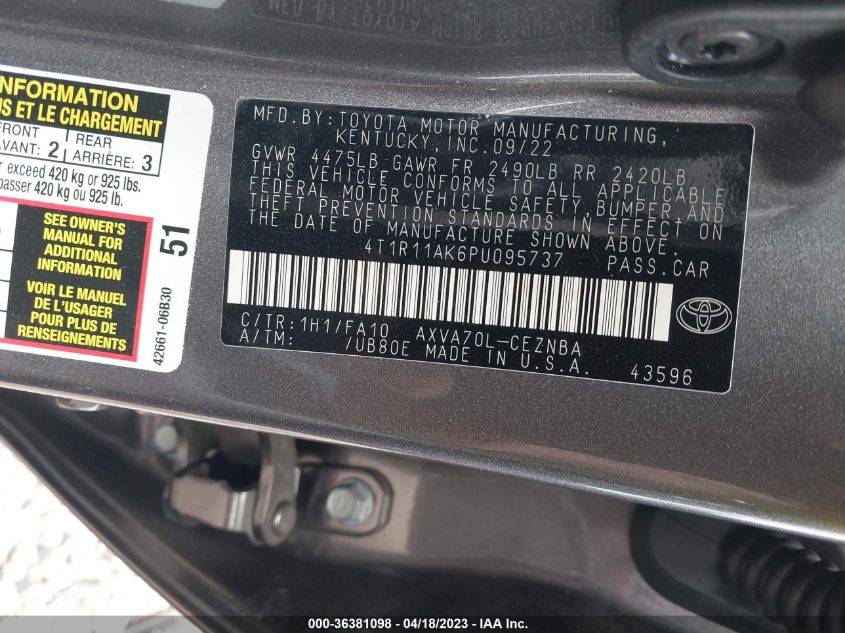 INFORMATION
NS ET LE CHARGEMENT
FRONT
AVANT: 2
REAR
ARRIÈRE: 3
exceed 420 kg or 925 lbs.
passer 420 kg ou 925 lb.
SEE OWNER'S
MANUAL FOR
ADDITIONAL
INFORMATION
VOIR LE MANUEL
DE L'USAGER
POUR PLUS DE
RENSEIGNEMENTS
51
42661-06B30
MFD.BY:TOYOTA MOTOR MANUFACTURING,
KENTUCKY, INC.09/22
GVWR 4475LB GAWR FR 2490LB RR 2420LB
THIS VEHICLE CONFORMS TO ALL APPLICABLE
FEDERAL MOTOR VEHICLE SAFETY, BUMPER, AND
THEFT PREVENTION STANDARDS IN EFFECT ON
THE DATE OF MANUFACTURE SHOWN ABOVE.
4T1R11AK6PU095737 PASS.CAR
C/TR:1H1/FA10 AXVA70L-CEZNBA
A/TM: /UB80E MADE IN U.S.A.
43596
000-36381098 - 04/18/2023 - IAA Inc.